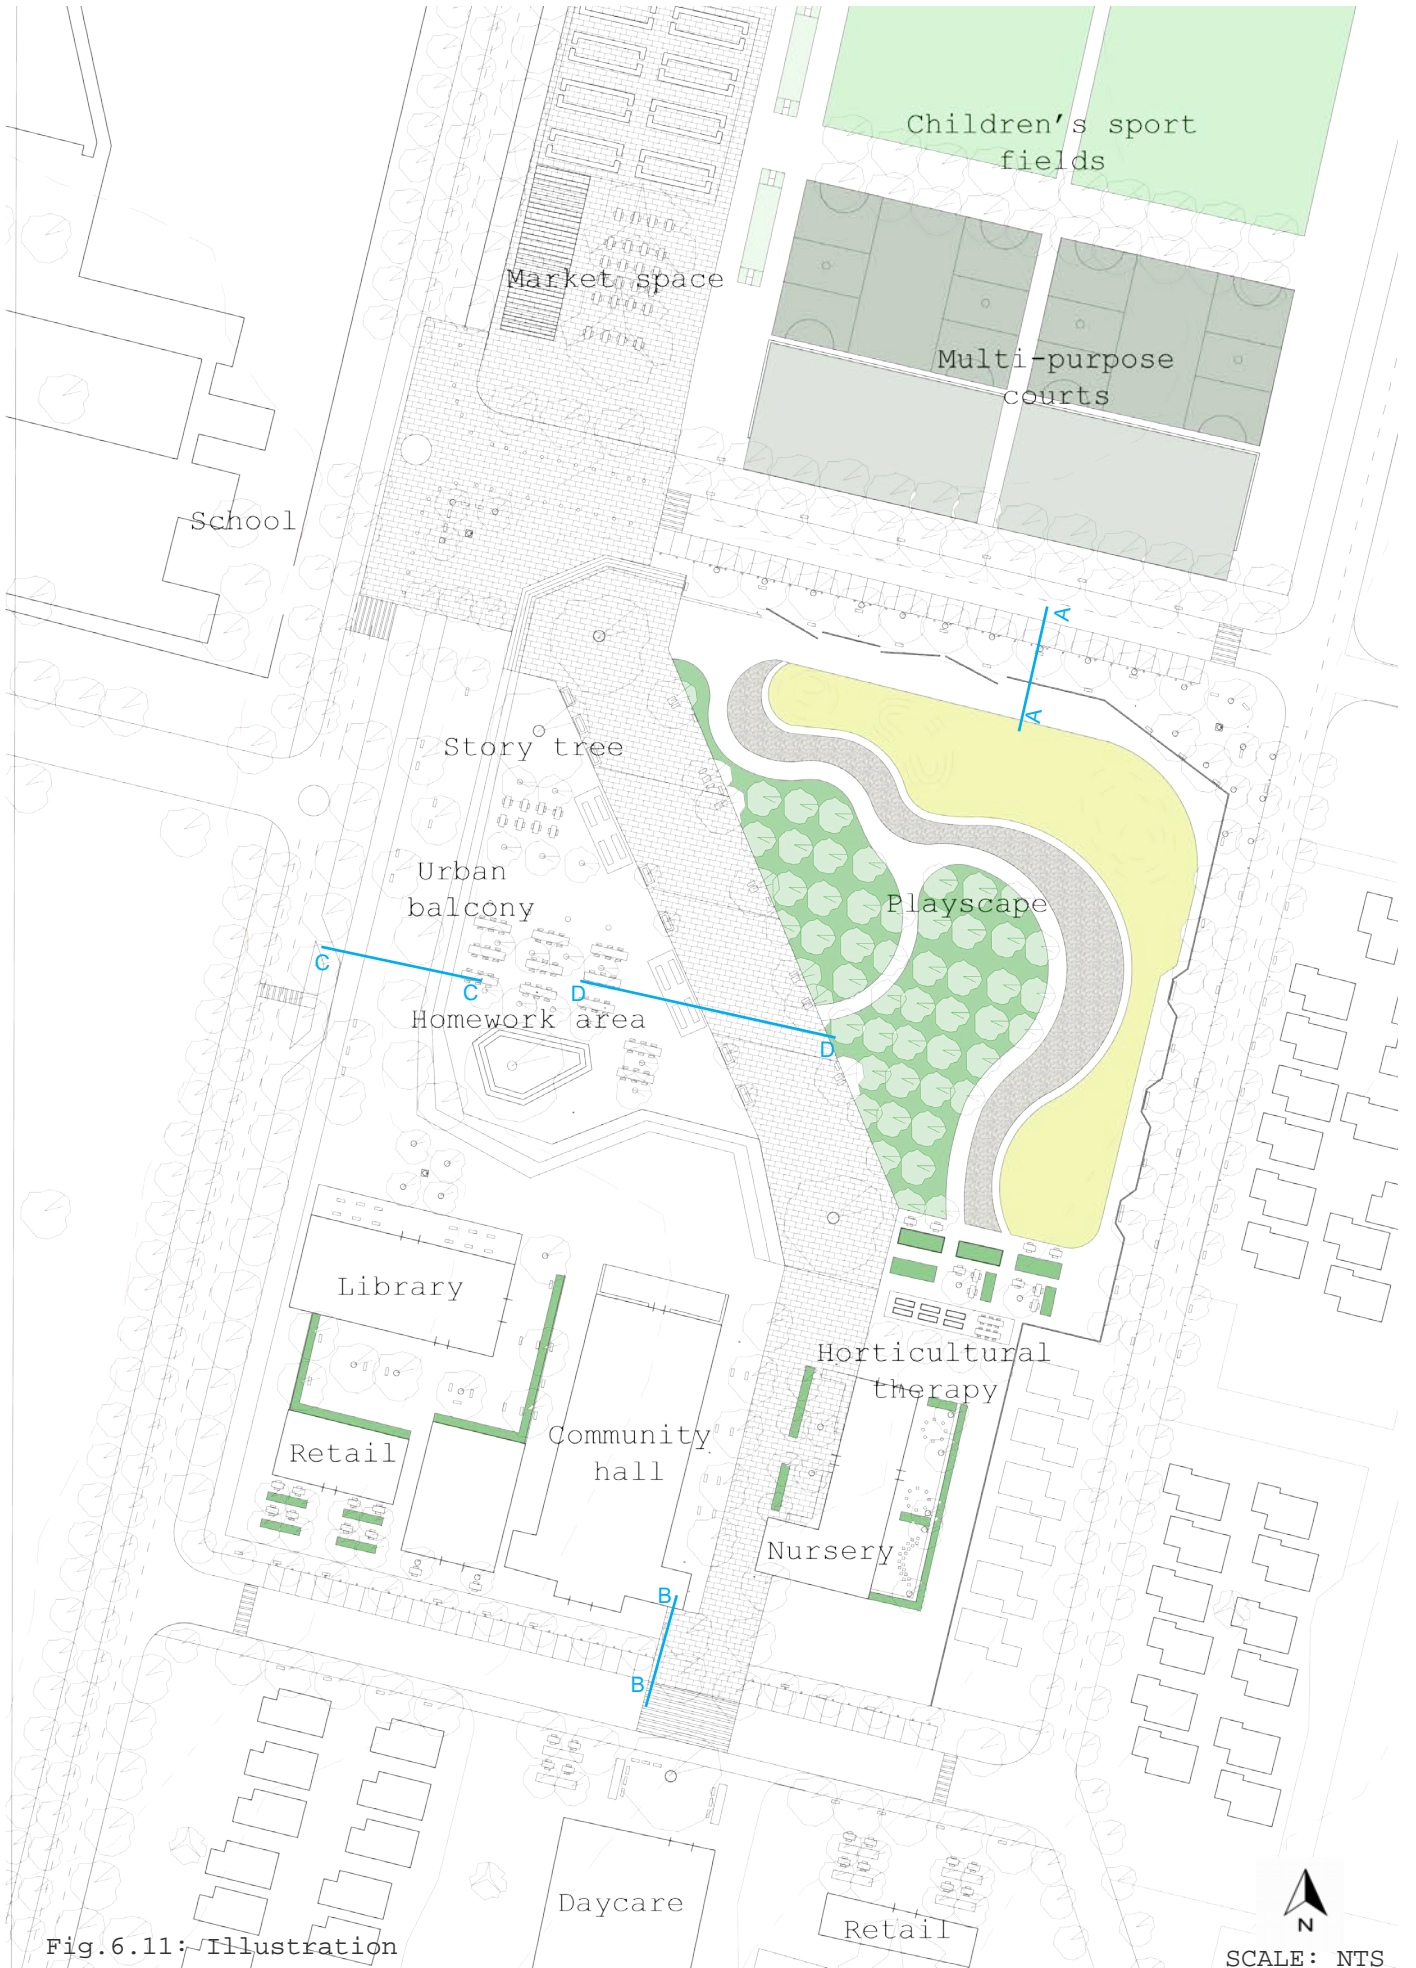 Children's sport
fields
Market space
Multi-purpose
courts
School
A
A
Story tree
Urban
balcony
Playscape
C
C
D
Homework area
D
Library
Horticultural
therapy
Community
hall
Retail
Nursery
B
B
Daycare
Retail
N
Fig.6.11: Illustration
SCALE: NTS